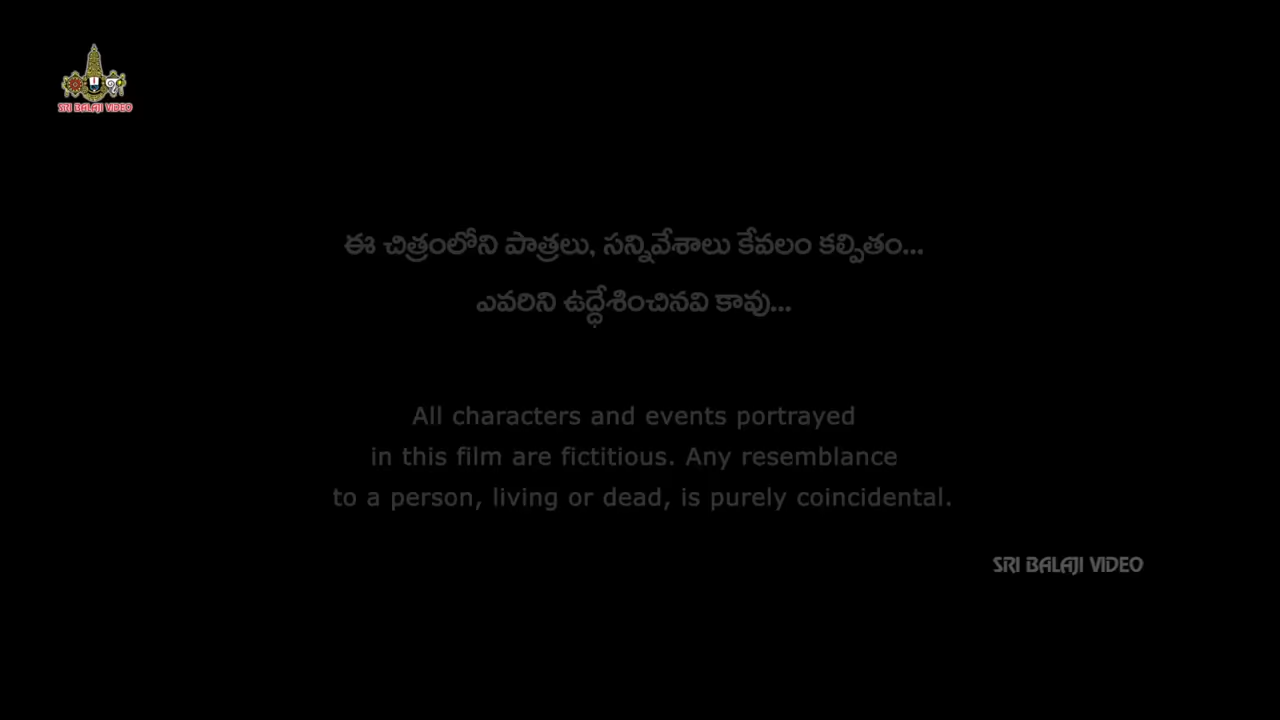 SRI BALAJI VIDEO
ఈ చిత్రంలోని పాత్రలు, సన్నివేశాలు కేవలం కల్పితం...
ఎవరిని ఉద్ధేశించినవి కావు...
All characters and events portrayed
in this film are fictitious. Any resemblance
to a person, living or dead, is purely coincidental.
SRI BALAJI VIDEO